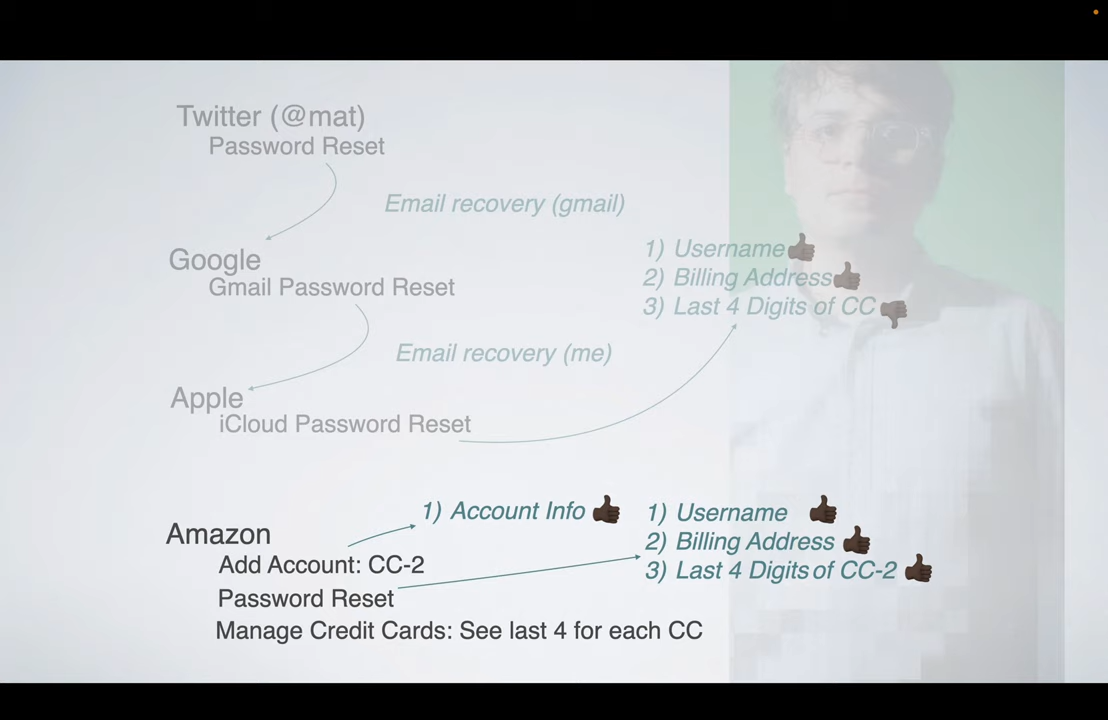 Twitter (@mat)
Password Reset
Email recovery (gmail)
Google
Gmail Password Reset
1) Username
2) Billing Address
3) Last 4 Digits of CC
Email recovery (me)
Apple
iCloud Password Reset
Amazon
Add Account: CC-2
1) Account Info
Password Reset
1) Username
2) Billing Address
3) Last 4 Digits of CC-2
Manage Credit Cards: See last 4 for each CC